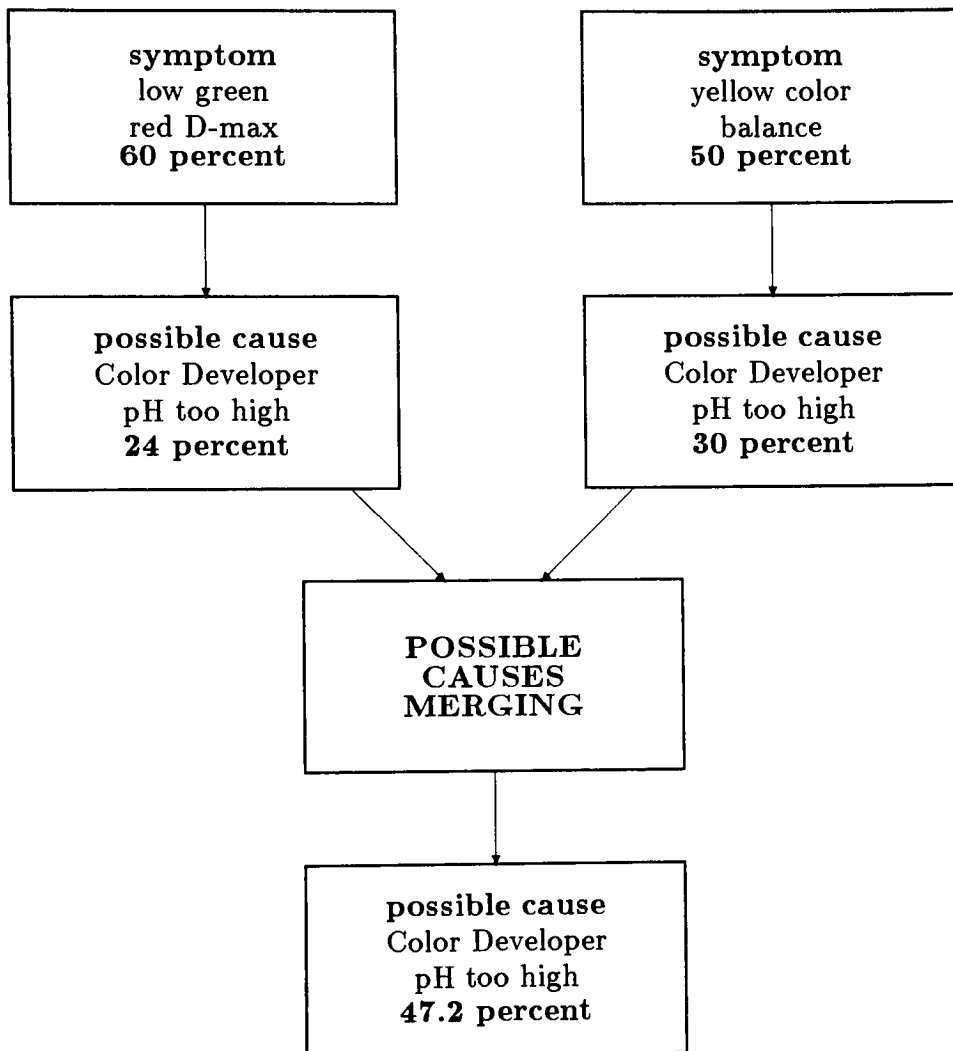 symptom
low green
red D-max
60 percent
symptom
yellow color
balance
50 percent
possible cause
Color Developer
pH too high
24 percent
possible cause
Color Developer
pH too high
30 percent
POSSIBLE
CAUSES
MERGING
possible cause
Color Developer
pH too high
47.2 percent